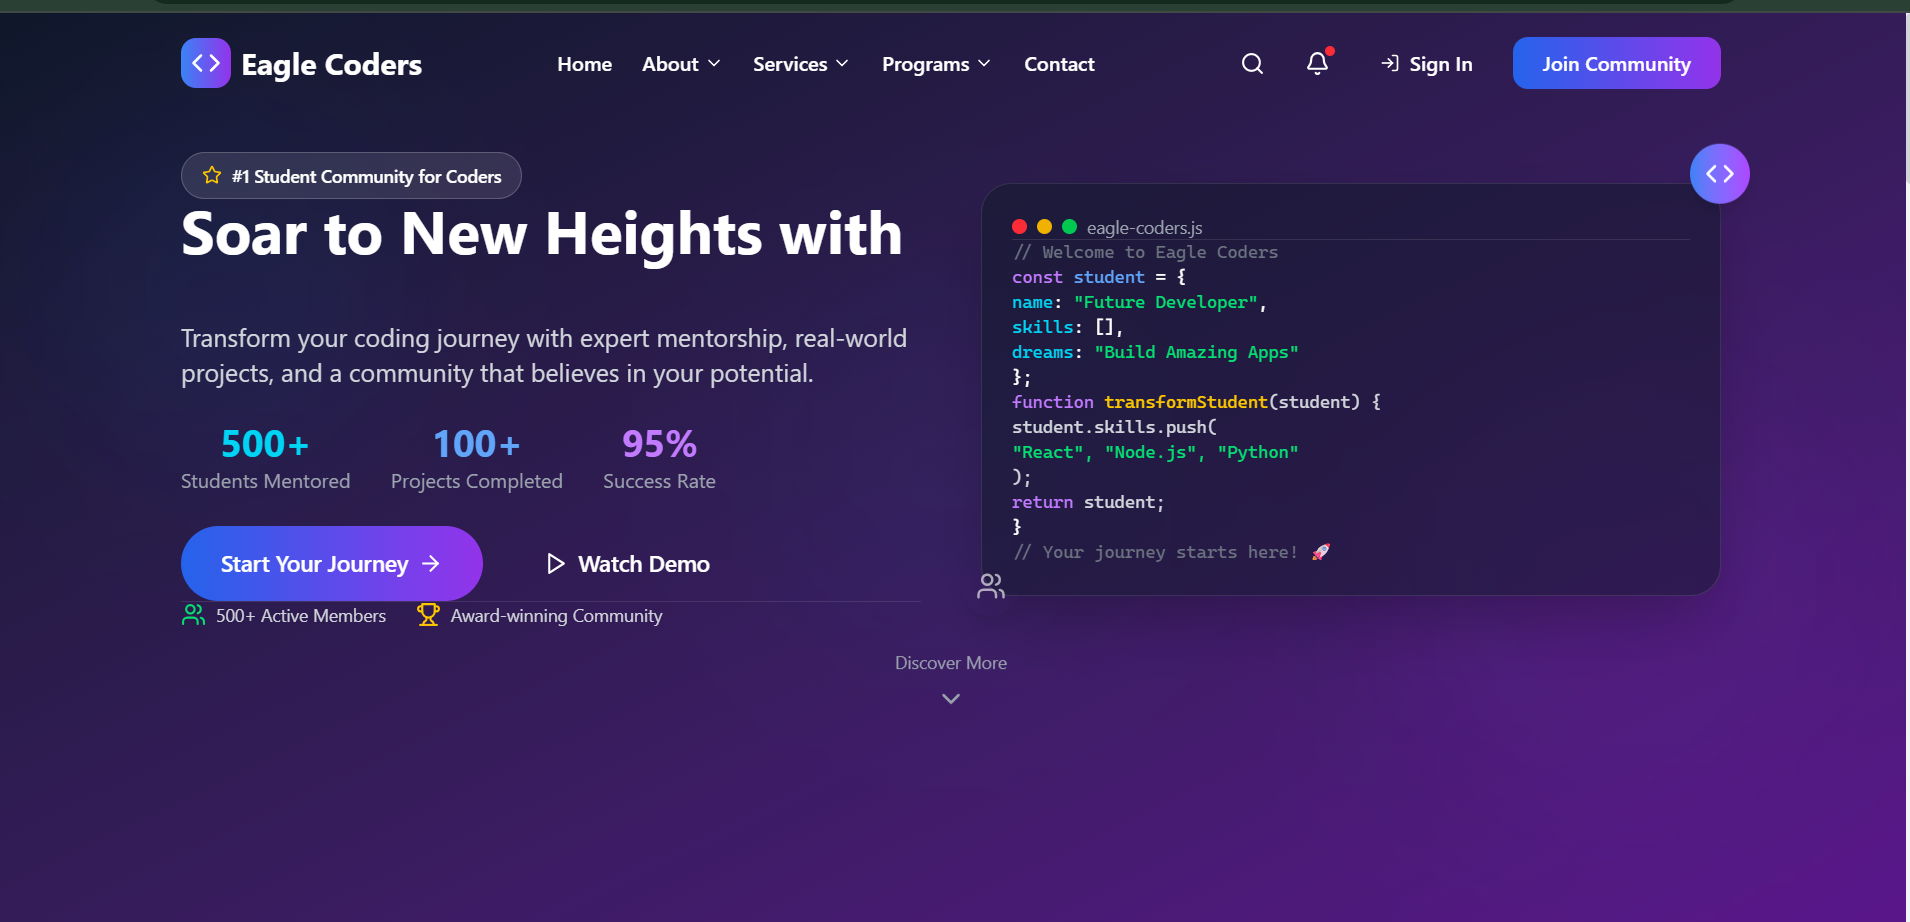 Eagle Coders
Home About Services Programs Contact
Sign In
Join Community
#1 Student Community for Coders
Soar to New Heights with
Transform your coding journey with expert mentorship, real-world
projects, and a community that believes in your potential.
500+ 100+ 95%
Students Mentored Projects Completed Success Rate
Start Your Journey → Watch Demo
500+ Active Members Award-winning Community
eagle-coders.js
// Welcome to Eagle Coders
const student = {
name: "Future Developer",
skills: [],
dreams: "Build Amazing Apps"
};
function transformStudent(student) {
student.skills.push(
"React", "Node.js", "Python"
);
return student;
}
// Your journey starts here! 🚀
Discover More